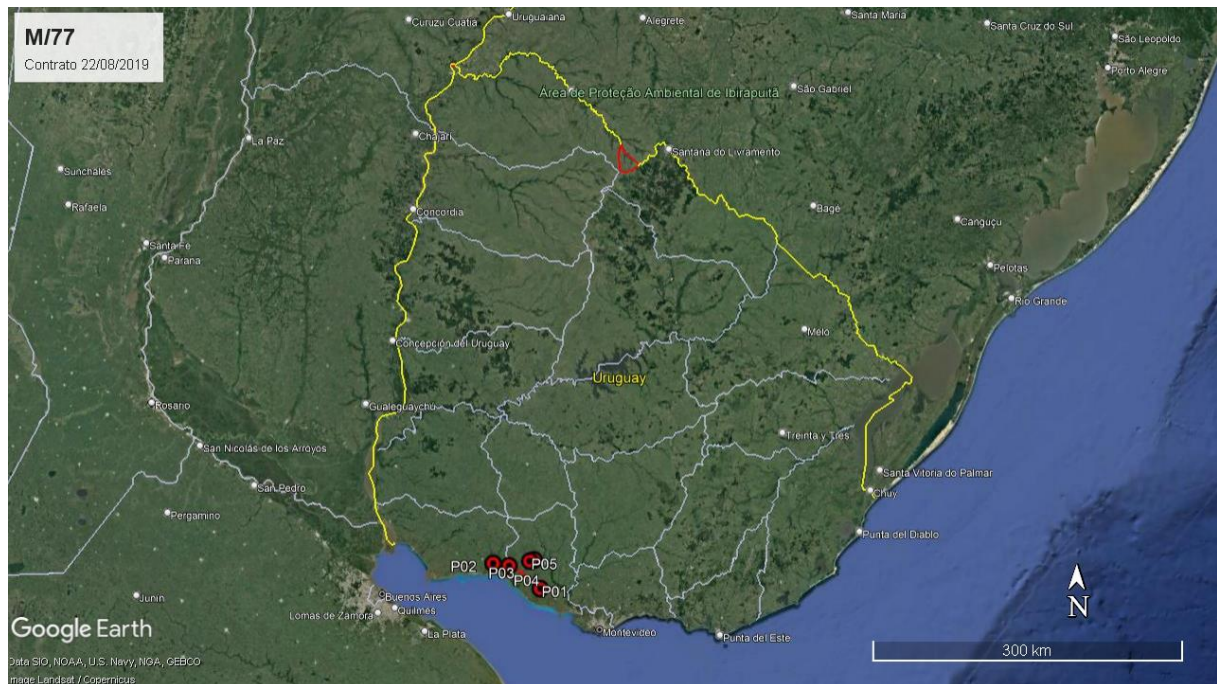 M/77
Contrato 22/08/2019
Curuzu Cuatia
Uruguaiana
Alegrete
Santa Maria
Santa Cruz do Sul
São Leopoldo
Porto Alegre
Área de Proteção Ambiental de Ibirapuitã
São Gabriel
La Paz
Chajarí
Santana do Livramento
Sunchales
Rafaela
Concordia
Bagé
Canguçu
Santa Fe
Parana
Pelotas
Rio Grande
Concepción del Uruguay
Melo
Uruguay
Rosario
Gualeguaychú
San Nicolás de los Arroyos
Treinta y Tres
San Pedro
Santa Vitoria do Palmar
Chuy
Pergamino
Punta del Diablo
P02
P03
P05
P04
P01
Junin
Buenos Aires
Lomas de Zamora
Quilmes
La Plata
Montevideo
Punta del Este
N
Google Earth
300 km
Data SIO, NOAA, U.S. Navy, NGA, GEBCO
Image Landsat / Copernicus